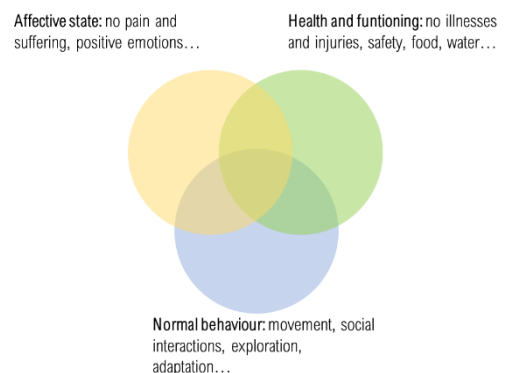 Affective state: no pain and
suffering, positive emotions…
Health and funtioning: no illnesses
and injuries, safety, food, water…
Normal behaviour: movement, social
interactions, exploration,
adaptation…